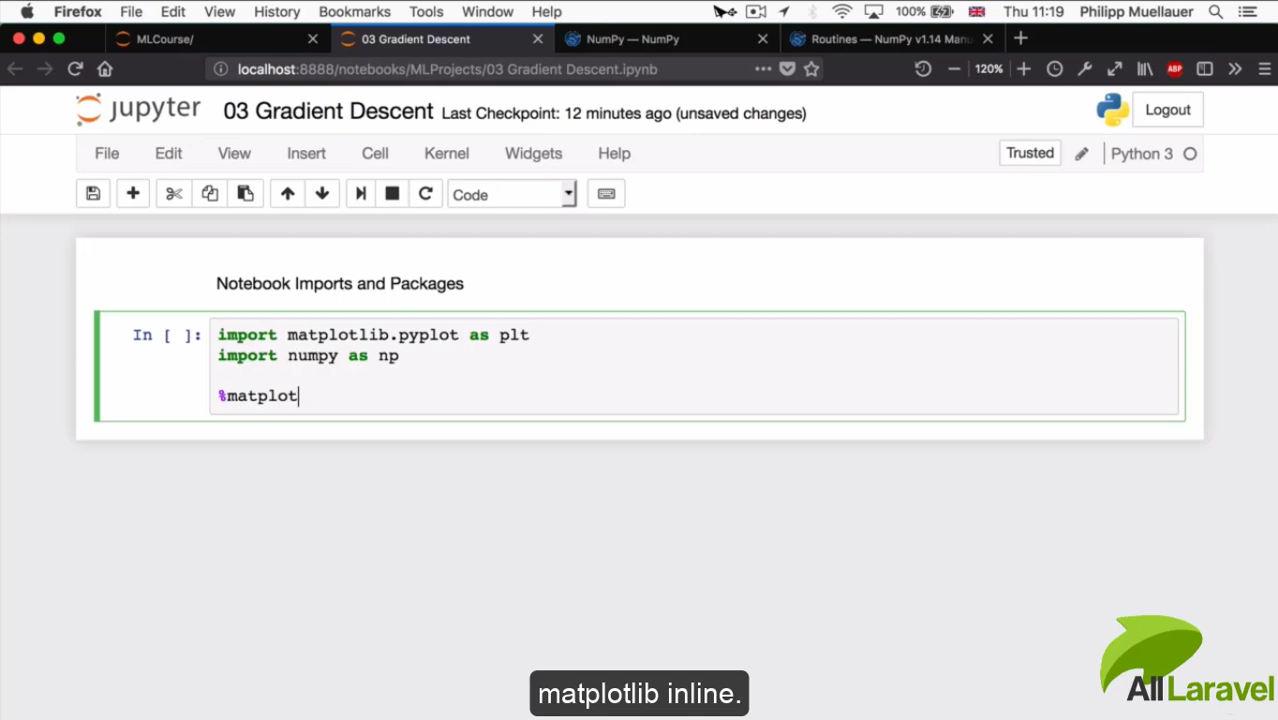 Firefox File Edit View History Bookmarks Tools Window Help 100% Thu 11:19 Philipp Muellauer
MLCourse/ 03 Gradient Descent NumPy — NumPy Routines — NumPy v1.14 Manu
localhost:8888/notebooks/MLProjects/03 Gradient Descent.ipynb 120% ABP
jupyter 03 Gradient Descent Last Checkpoint: 12 minutes ago (unsaved changes) Logout
File Edit View Insert Cell Kernel Widgets Help Trusted Python 3
Code
Notebook Imports and Packages
In [ ]: import matplotlib.pyplot as plt
import numpy as np
%matplot
matplotlib inline.
AllLaravel